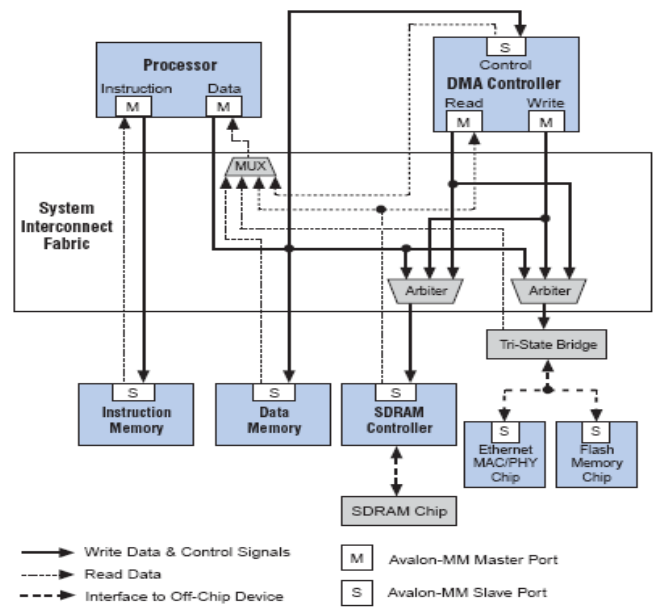 S
Control
Processor
DMA Controller
Instruction
Data
Read
Write
M
M
M
M
MUX
System
Interconnect
Fabric
Arbiter
Arbiter
Tri-State Bridge
S
Instruction
Memory
S
Data
Memory
S
SDRAM
Controller
S
Ethernet
MAC/PHY
Chip
S
Flash
Memory
Chip
SDRAM Chip
Write Data & Control Signals
Read Data
Interface to Off-Chip Device
M
Avalon-MM Master Port
S
Avalon-MM Slave Port